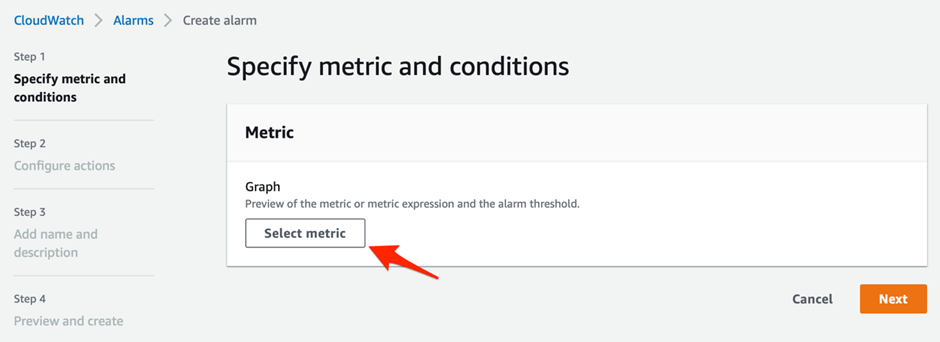 CloudWatch > Alarms > Create alarm
Step 1
Specify metric and
conditions
Step 2
Configure actions
Step 3
Add name and
description
Step 4
Preview and create
Specify metric and conditions
Metric
Graph
Preview of the metric or metric expression and the alarm threshold.
Select metric
Cancel Next